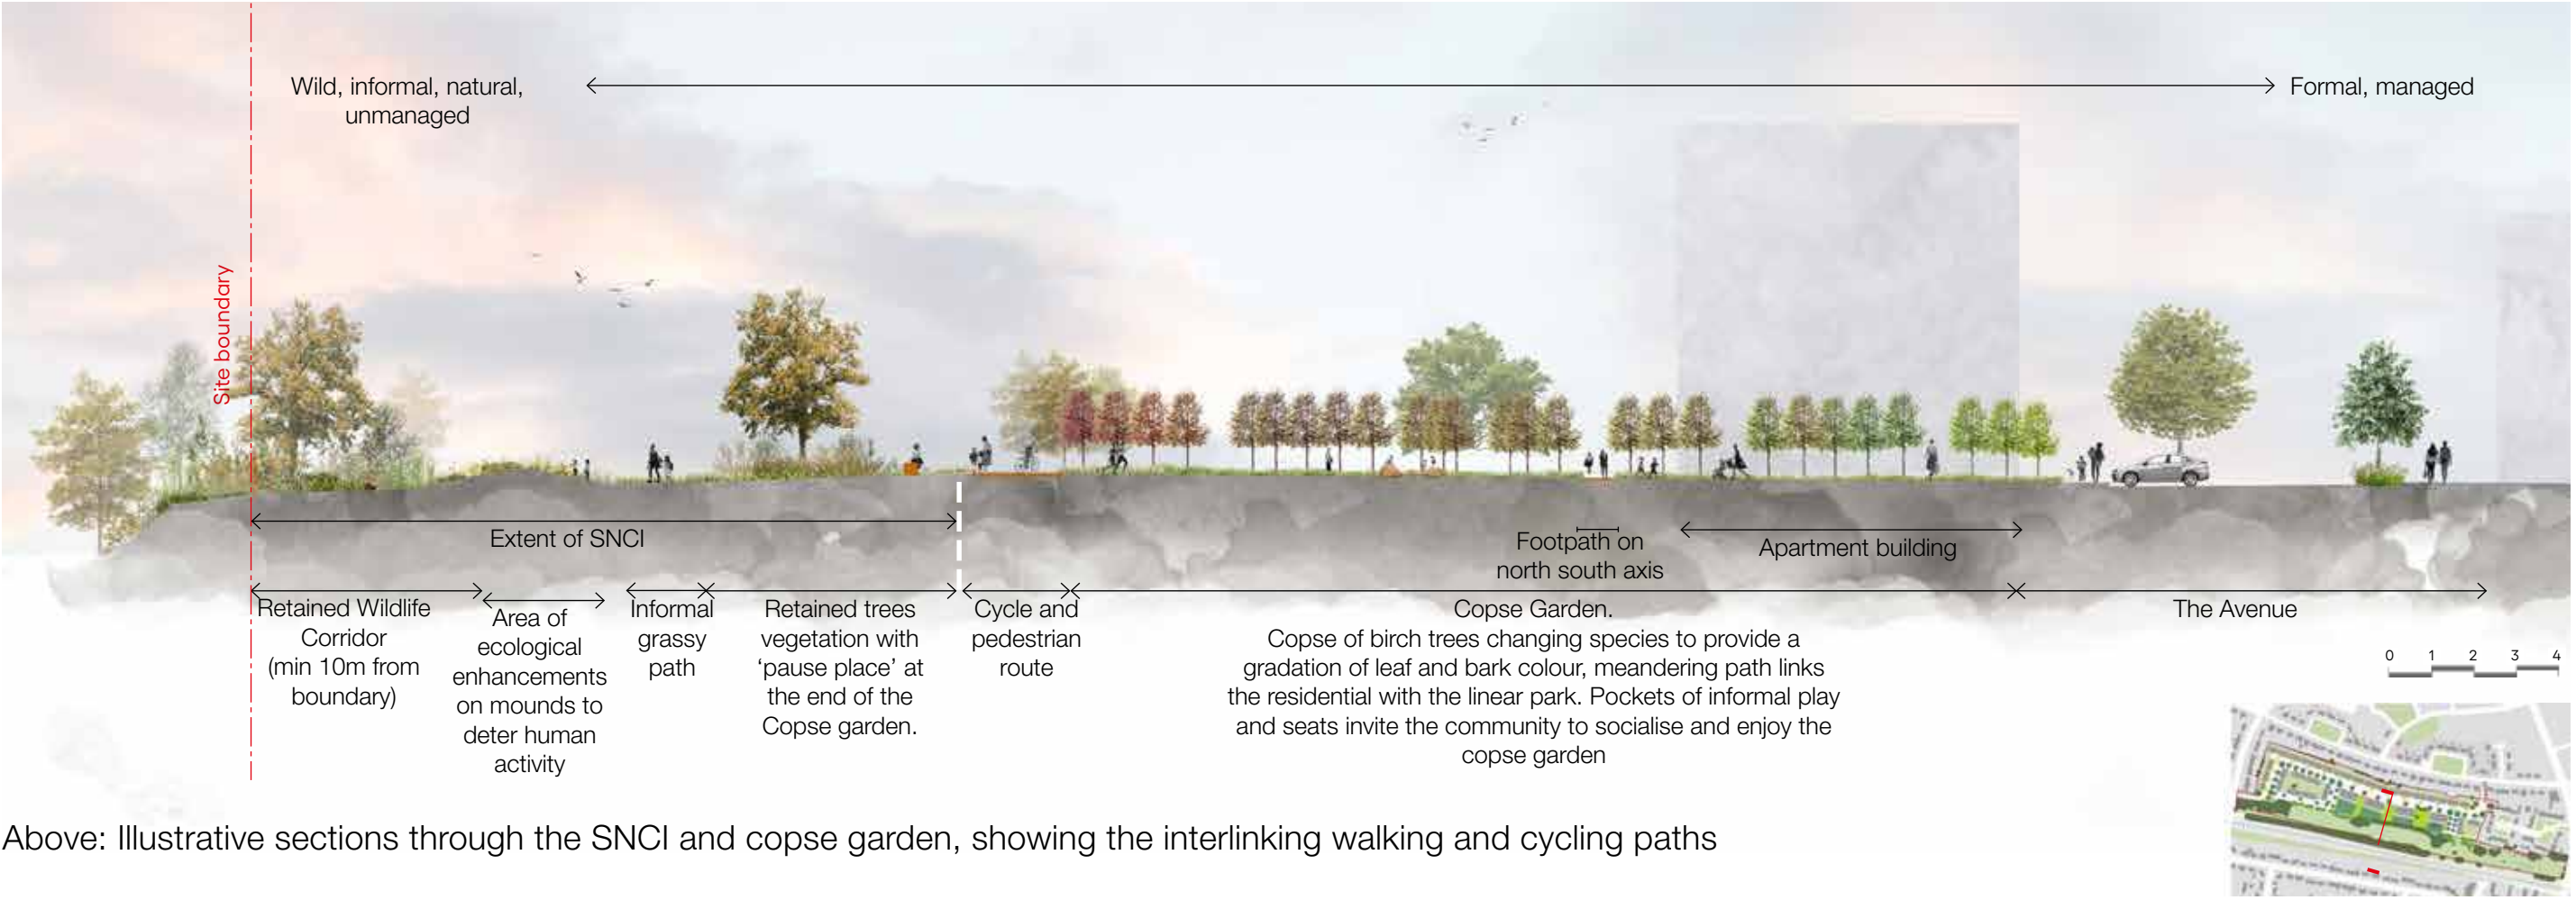 Wild, informal, natural,
unmanaged
Formal, managed
Site boundary
Extent of SNCI
Footpath on
north south axis
Apartment building
Retained Wildlife
Corridor
(min 10m from
boundary)
Area of
ecological
enhancements
on mounds to
deter human
activity
Informal
grassy
path
Retained trees
vegetation with
‘pause place’ at
the end of the
Copse garden.
Cycle and
pedestrian
route
Copse Garden.
Copse of birch trees changing species to provide a
gradation of leaf and bark colour, meandering path links
the residential with the linear park. Pockets of informal play
and seats invite the community to socialise and enjoy the
copse garden
The Avenue
0 1 2 3 4
Above: Illustrative sections through the SNCI and copse garden, showing the interlinking walking and cycling paths